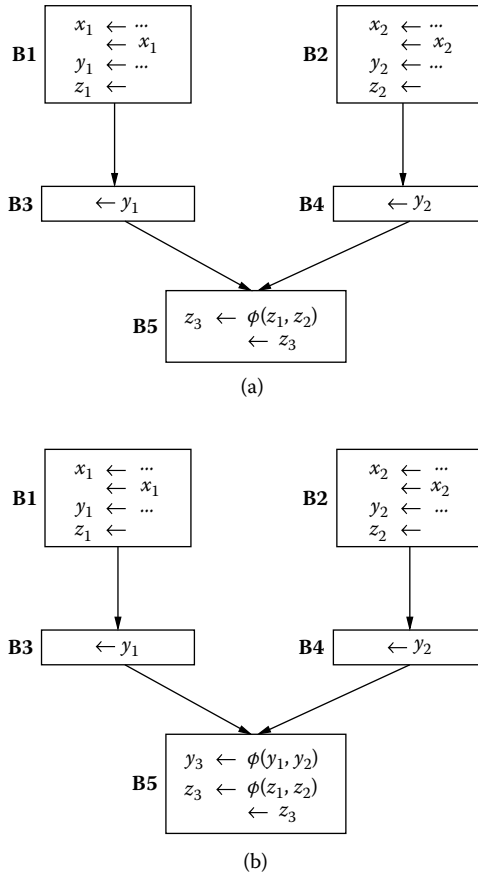 B1
x₁ ← ...
← x₁
y₁ ← ...
z₁ ←
B2
x₂ ← ...
← x₂
y₂ ← ...
z₂ ←
B3
← y₁
B4
← y₂
B5
z₃ ← ϕ(z₁, z₂)
← z₃
(a)
B1
x₁ ← ...
← x₁
y₁ ← ...
z₁ ←
B2
x₂ ← ...
← x₂
y₂ ← ...
z₂ ←
B3
← y₁
B4
← y₂
B5
y₃ ← ϕ(y₁, y₂)
z₃ ← ϕ(z₁, z₂)
← z₃
(b)